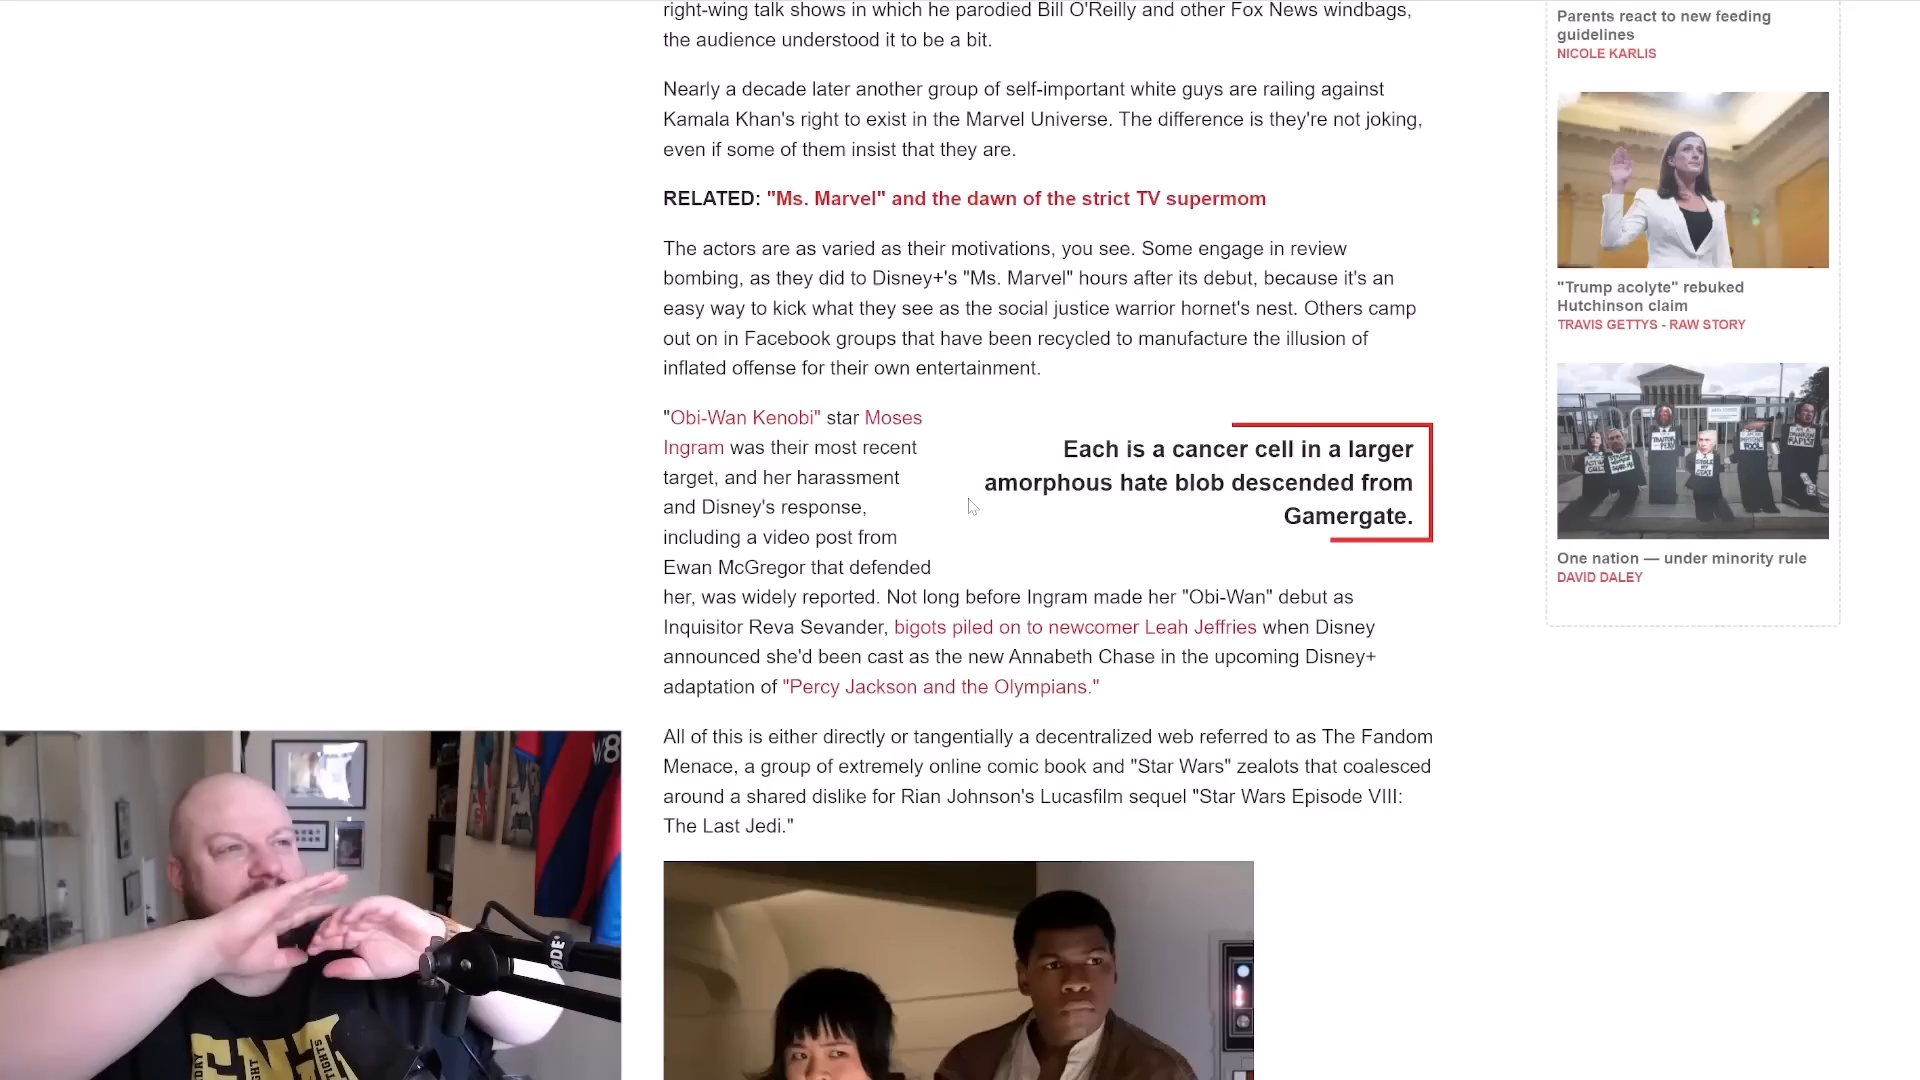 right-wing talk shows in which he parodied Bill O'Reilly and other Fox News windbags,
the audience understood it to be a bit.
Nearly a decade later another group of self-important white guys are railing against
Kamala Khan's right to exist in the Marvel Universe. The difference is they're not joking,
even if some of them insist that they are.
RELATED: "Ms. Marvel" and the dawn of the strict TV supermom
The actors are as varied as their motivations, you see. Some engage in review
bombing, as they did to Disney+'s "Ms. Marvel" hours after its debut, because it's an
easy way to kick what they see as the social justice warrior hornet's nest. Others camp
out on in Facebook groups that have been recycled to manufacture the illusion of
inflated offense for their own entertainment.
"Obi-Wan Kenobi" star Moses
Ingram was their most recent
target, and her harassment
and Disney's response,
including a video post from
Ewan McGregor that defended
her, was widely reported. Not long before Ingram made her "Obi-Wan" debut as
Inquisitor Reva Sevander, bigots piled on to newcomer Leah Jeffries when Disney
announced she'd been cast as the new Annabeth Chase in the upcoming Disney+
adaptation of "Percy Jackson and the Olympians."
Each is a cancer cell in a larger
amorphous hate blob descended from
Gamergate.
All of this is either directly or tangentially a decentralized web referred to as The Fandom
Menace, a group of extremely online comic book and "Star Wars" zealots that coalesced
around a shared dislike for Rian Johnson's Lucasfilm sequel "Star Wars Episode VIII:
The Last Jedi."
Parents react to new feeding
guidelines
NICOLE KARLIS
"Trump acolyte" rebuked
Hutchinson claim
TRAVIS GETTYS - RAW STORY
One nation — under minority rule
DAVID DALEY
RØDE